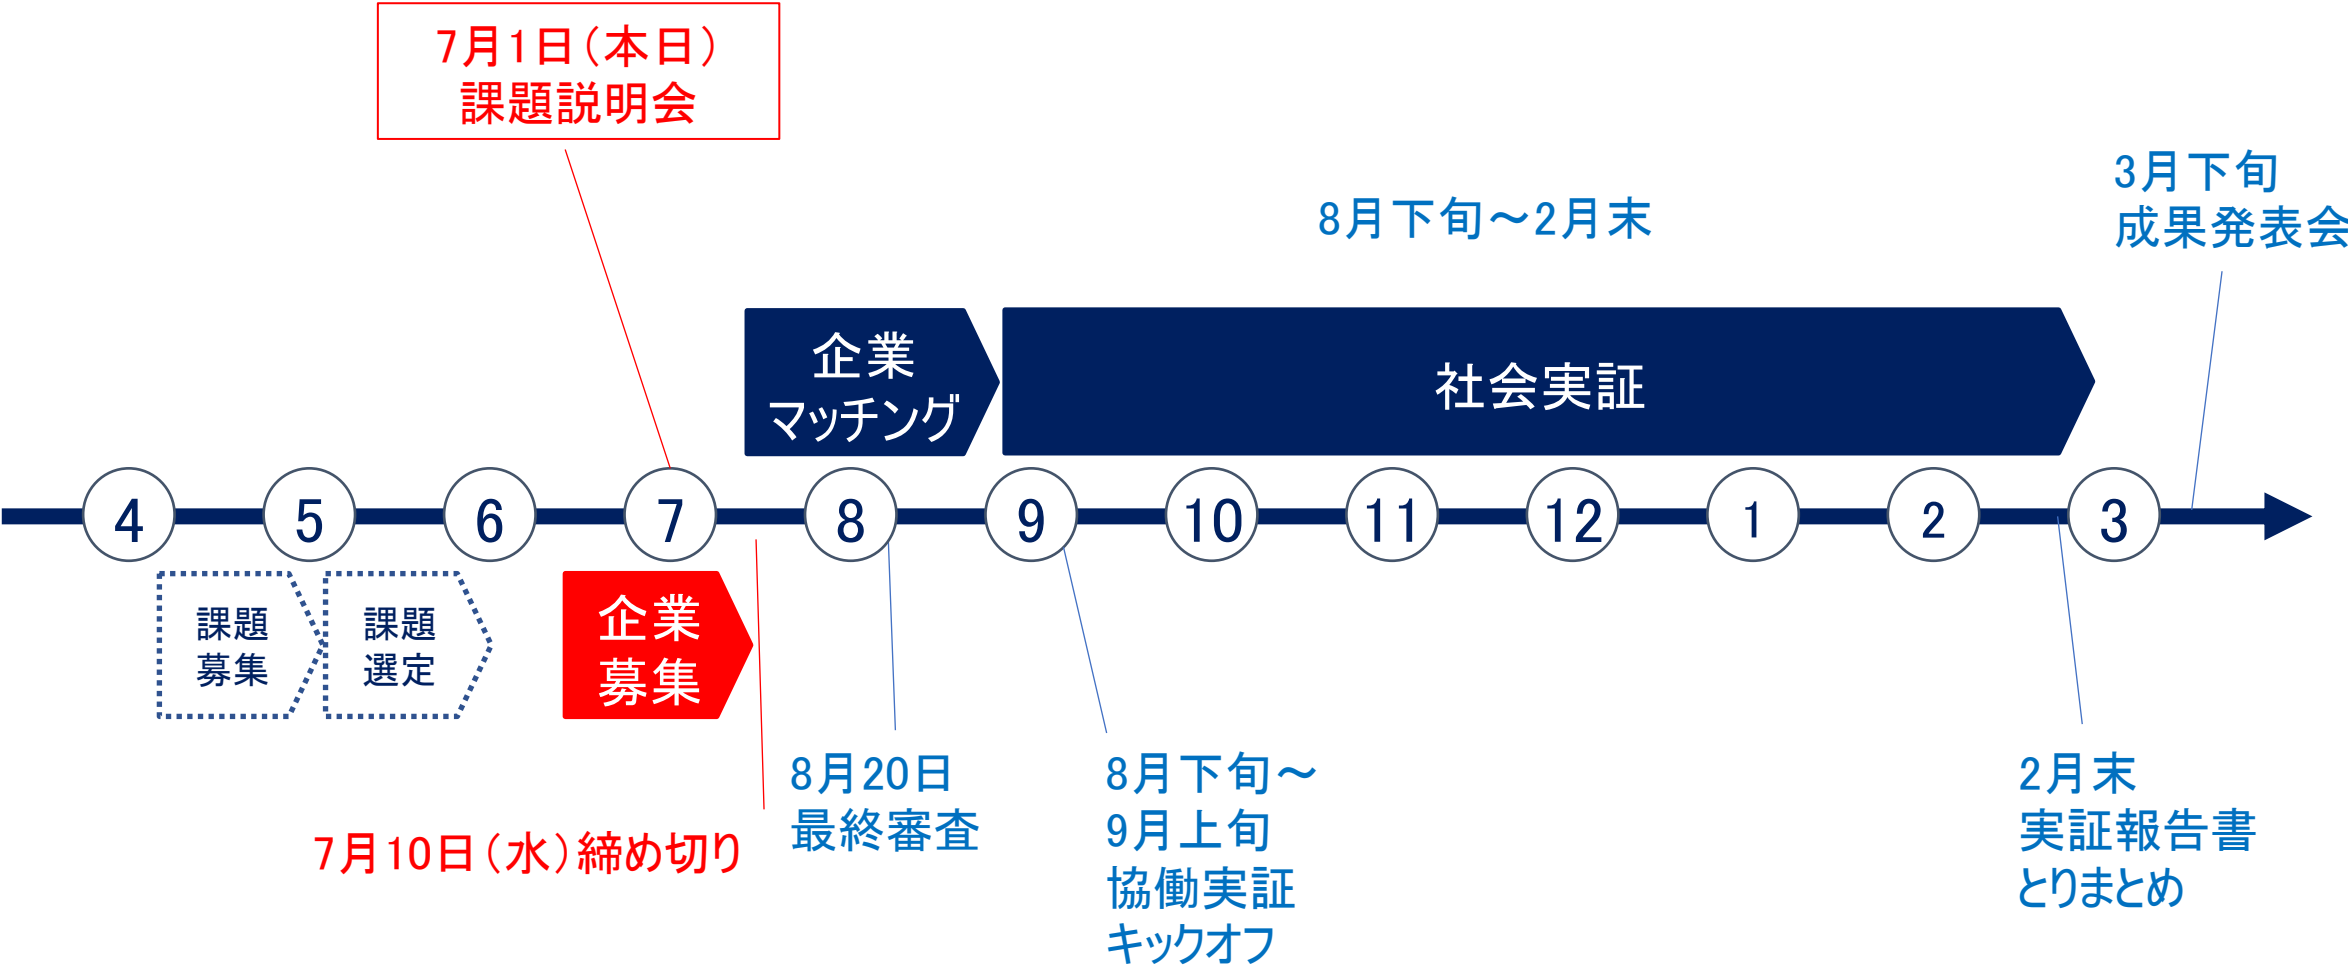 7月1日（本日）
課題説明会
3月下旬
成果発表会
8月下旬～2月末
企業
マッチング
社会実証
4 5 6 7 8 9 10 11 12 1 2 3
課題
募集
課題
選定
企業
募集
7月10日（水）締め切り
8月20日
最終審査
8月下旬～
9月上旬
協働実証
キックオフ
2月末
実証報告書
とりまとめ